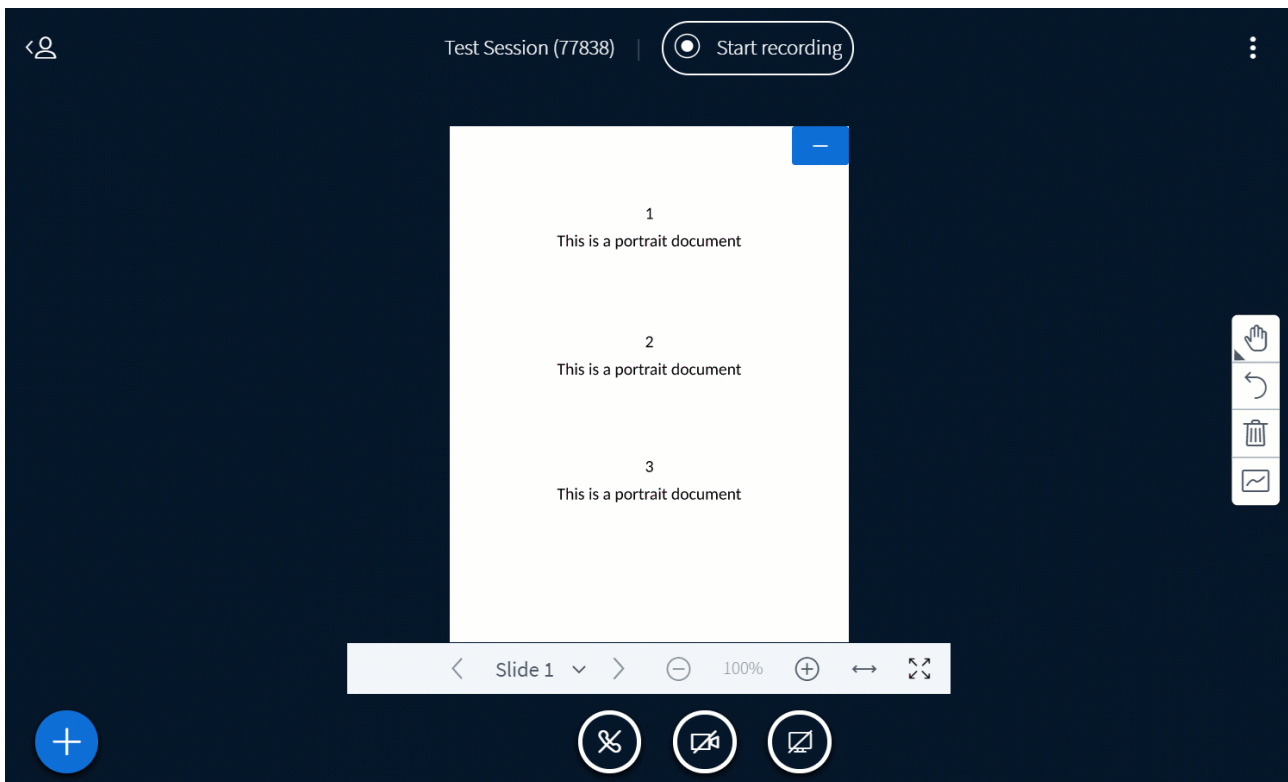 Test Session (77838)
Start recording
1
This is a portrait document
2
This is a portrait document
3
This is a portrait document
Slide 1
100%